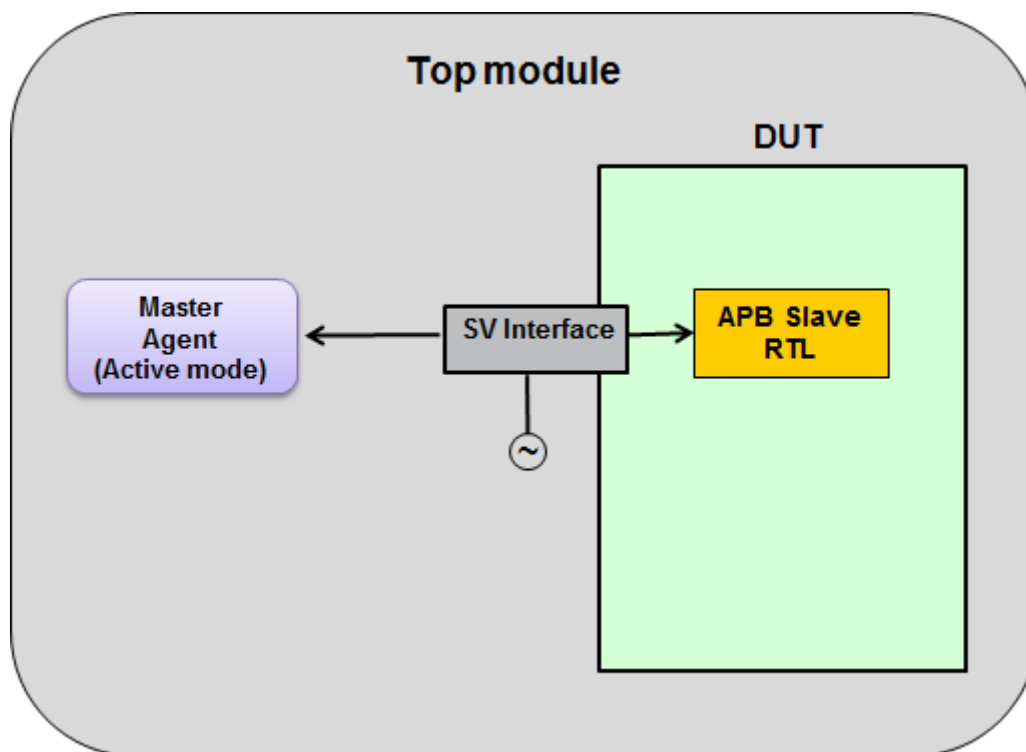 Top module
DUT
Master
Agent
(Active mode)
SV Interface
APB Slave
RTL
~